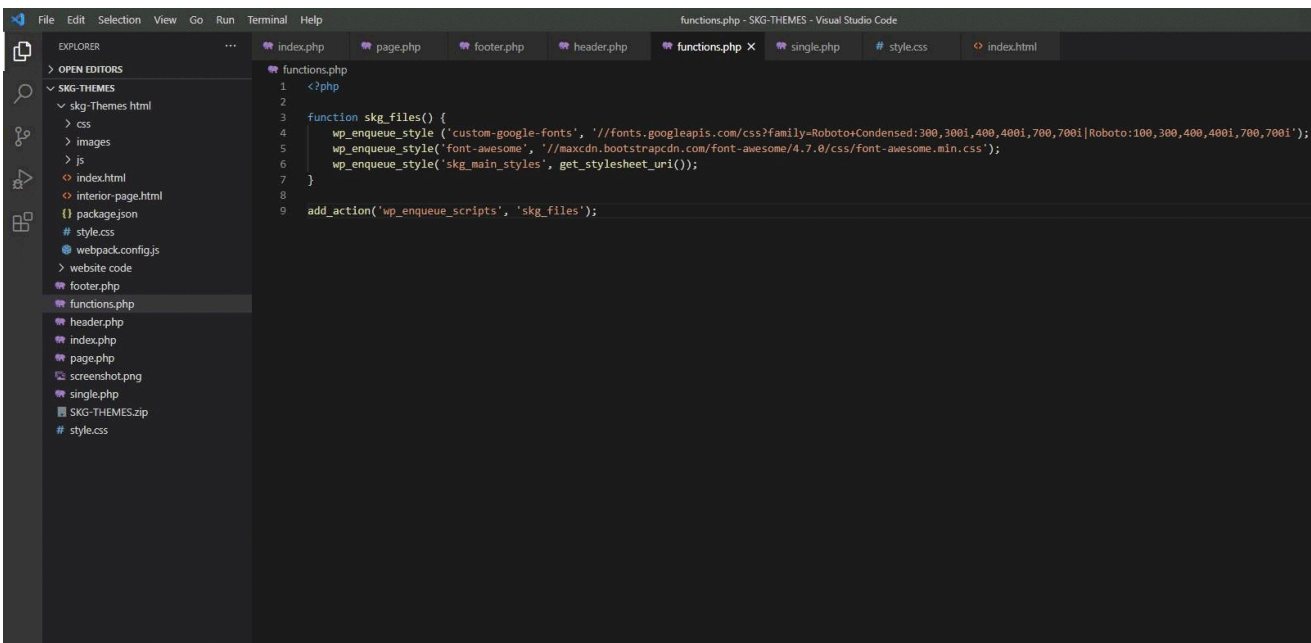 File Edit Selection View Go Run Terminal Help
functions.php - SKG-THEMES - Visual Studio Code
EXPLORER ...
OPEN EDITORS
SKG-THEMES
skg-Themes html
css
images
js
index.html
interior-page.html
package.json
style.css
webpack.config.js
website code
footer.php
functions.php
header.php
index.php
page.php
screenshot.png
single.php
SKG-THEMES.zip
style.css
index.php page.php footer.php header.php functions.php single.php style.css index.html
functions.php
1 <?php
2
3 function skg_files() {
4 wp_enqueue_style ('custom-google-fonts', '//fonts.googleapis.com/css?family=Roboto+Condensed:300,300i,400,400i,700,700i|Roboto:100,300,400,400i,700,700i');
5 wp_enqueue_style('font-awesome', '//maxcdn.bootstrapcdn.com/font-awesome/4.7.0/css/font-awesome.min.css');
6 wp_enqueue_style('skg_main_styles', get_stylesheet_uri());
7 }
8
9 add_action('wp_enqueue_scripts', 'skg_files');